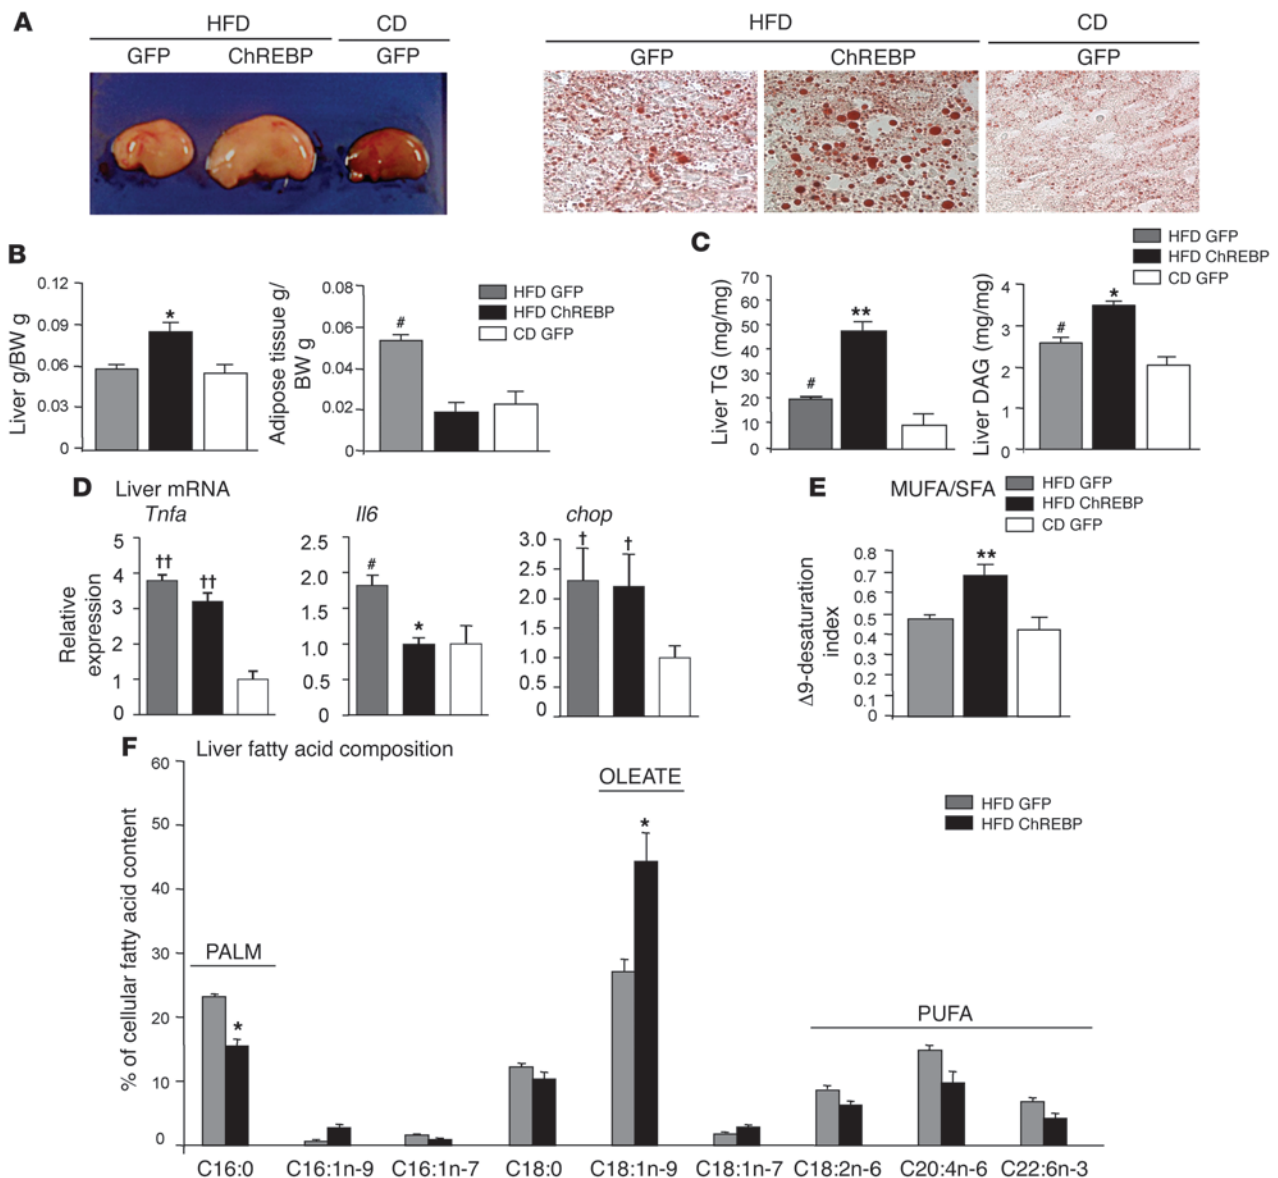 A
HFD
CD
GFP
ChREBP
GFP
HFD
CD
GFP
ChREBP
GFP
B
Liver g/BW g
0.12
0.09
0.06
0.03
0
*
Adipose tissue g/
BW g
0.08
0.06
0.04
0.02
0
#
HFD GFP
HFD ChREBP
CD GFP
C
HFD GFP
HFD ChREBP
CD GFP
Liver TG (mg/mg)
70
60
50
40
30
20
10
0
#
**
Liver DAG (mg/mg)
4
3
2
1
0
#
*
D
Liver mRNA
Tnfa
Relative
expression
5
4
3
2
1
0
††
††
Il6
2.5
2.0
1.5
1.0
0.5
0
#
*
chop
3.0
2.5
2.0
1.5
1.0
0.5
0
†
†
E
MUFA/SFA
HFD GFP
HFD ChREBP
CD GFP
Δ9-desaturation
index
0.8
0.7
0.6
0.5
0.4
0.3
0.2
0.1
0
**
F
Liver fatty acid composition
% of cellular fatty acid content
60
50
40
30
20
10
0
PALM
*
OLEATE
*
PUFA
HFD GFP
HFD ChREBP
C16:0
C16:1n-9
C16:1n-7
C18:0
C18:1n-9
C18:1n-7
C18:2n-6
C20:4n-6
C22:6n-3